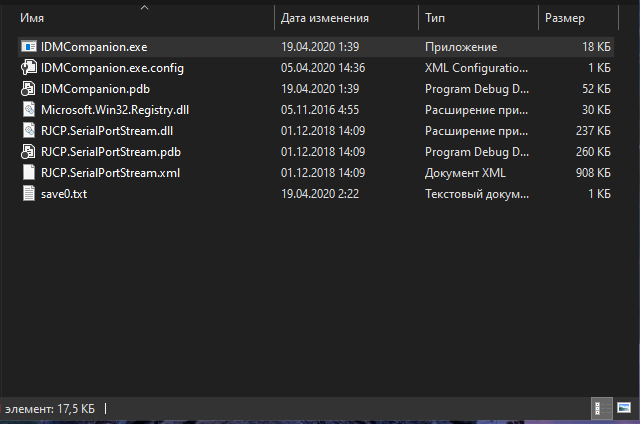 Имя Дата изменения Тип Размер
IDMCompanion.exe 19.04.2020 1:39 Приложение 18 КБ
IDMCompanion.exe.config 05.04.2020 14:36 XML Configuratio... 1 КБ
IDMCompanion.pdb 19.04.2020 1:39 Program Debug D... 52 КБ
Microsoft.Win32.Registry.dll 05.11.2016 4:55 Расширение при... 30 КБ
RJCP.SerialPortStream.dll 01.12.2018 14:09 Расширение при... 237 КБ
RJCP.SerialPortStream.pdb 01.12.2018 14:09 Program Debug D... 260 КБ
RJCP.SerialPortStream.xml 01.12.2018 14:09 Документ XML 908 КБ
save0.txt 19.04.2020 2:22 Текстовый докум... 1 КБ
элемент: 17,5 КБ